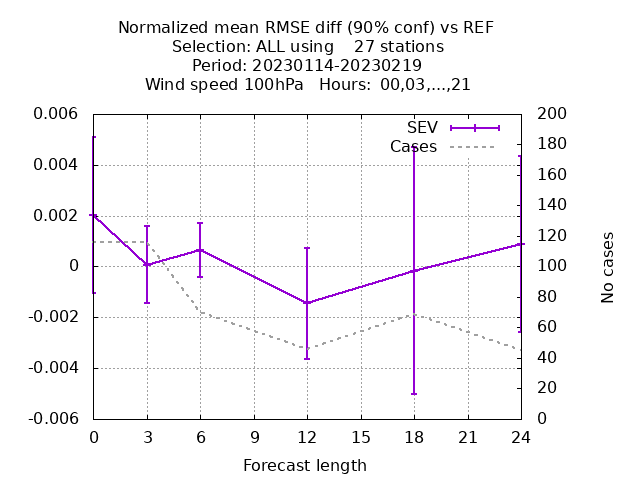 Normalized mean RMSE diff (90% conf) vs REF
Selection: ALL using    27 stations
Period: 20230114-20230219
Wind speed 100hPa   Hours:  00,03,...,21
0.006
0.004
0.002
0
-0.002
-0.004
-0.006
200
180
160
140
120
100
80
60
40
20
0
SEV
Cases
No cases
0 3 6 9 12 15 18 21 24
Forecast length